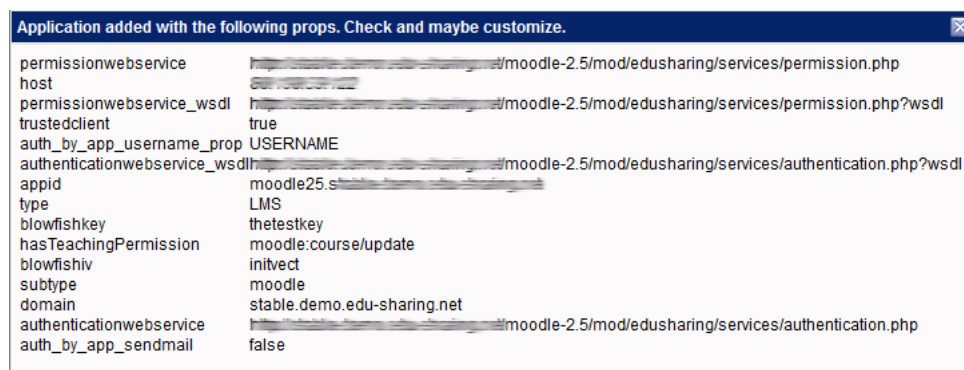 Application added with the following props. Check and maybe customize.
permissionwebservice /moodle-2.5/mod/edusharing/services/permission.php
host
permissionwebservice_wsdl /moodle-2.5/mod/edusharing/services/permission.php?wsdl
trustedclient true
auth_by_app_username_prop USERNAME
authenticationwebservice_wsdl /moodle-2.5/mod/edusharing/services/authentication.php?wsdl
appid moodle25.s
type LMS
blowfishkey thetestkey
hasTeachingPermission moodle:course/update
blowfishiv initvect
subtype moodle
domain stable.demo.edu-sharing.net
authenticationwebservice /moodle-2.5/mod/edusharing/services/authentication.php
auth_by_app_sendmail false